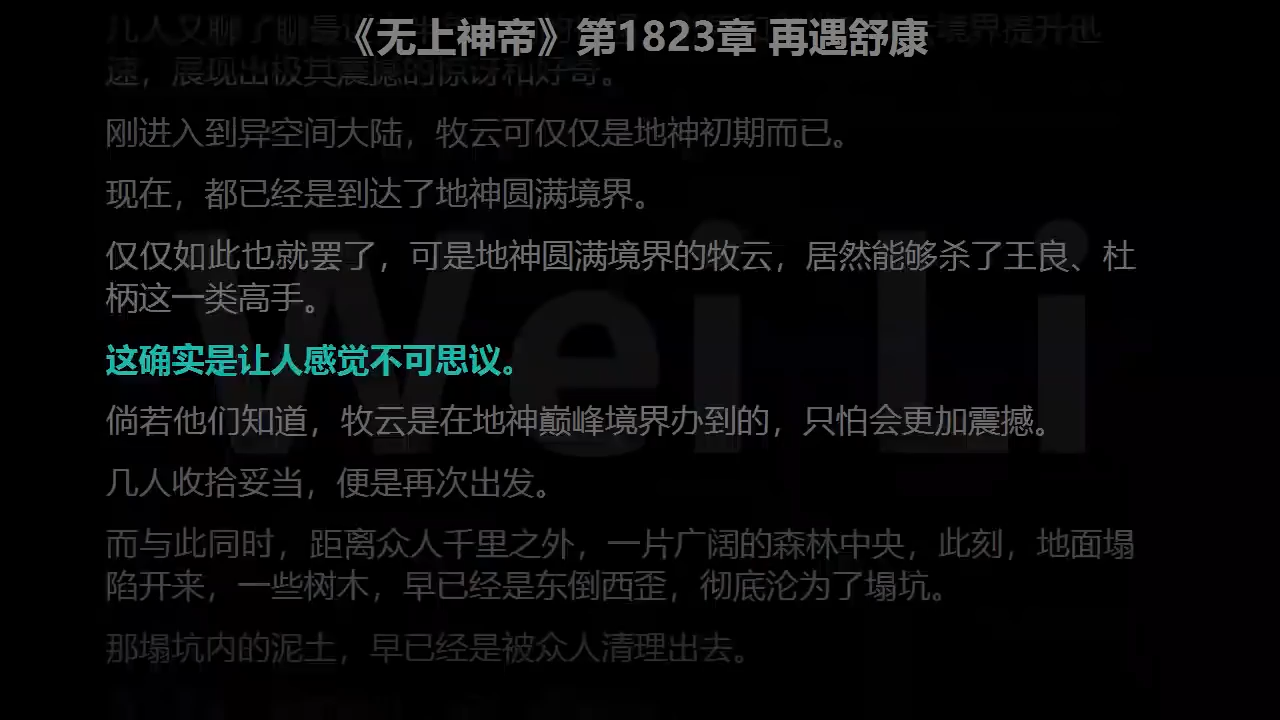 《无上神帝》第1823章 再遇舒康
速，展现出极其震撼的惊讶和好奇。
刚进入到异空间大陆，牧云可仅仅是地神初期而已。
现在，都已经是到达了地神圆满境界。
仅仅如此也就罢了，可是地神圆满境界的牧云，居然能够杀了王良、杜
柄这一类高手。
这确实是让人感觉不可思议。
倘若他们知道，牧云是在地神巅峰境界办到的，只怕会更加震撼。
几人收拾妥当，便是再次出发。
而与此同时，距离众人千里之外，一片广阔的森林中央，此刻，地面塌
陷开来，一些树木，早已经是东倒西歪，彻底沦为了塌坑。
那塌坑内的泥土，早已经是被众人清理出去。
Wei Li